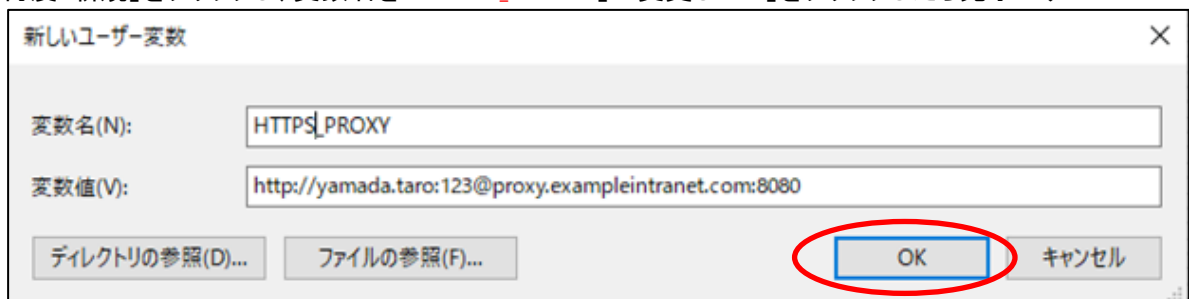 新しいユーザー変数
変数名(N): HTTPS_PROXY
変数値(V): http://yamada.taro:123@proxy.exampleintranet.com:8080
ディレクトリの参照(D)... ファイルの参照(F)... OK キャンセル